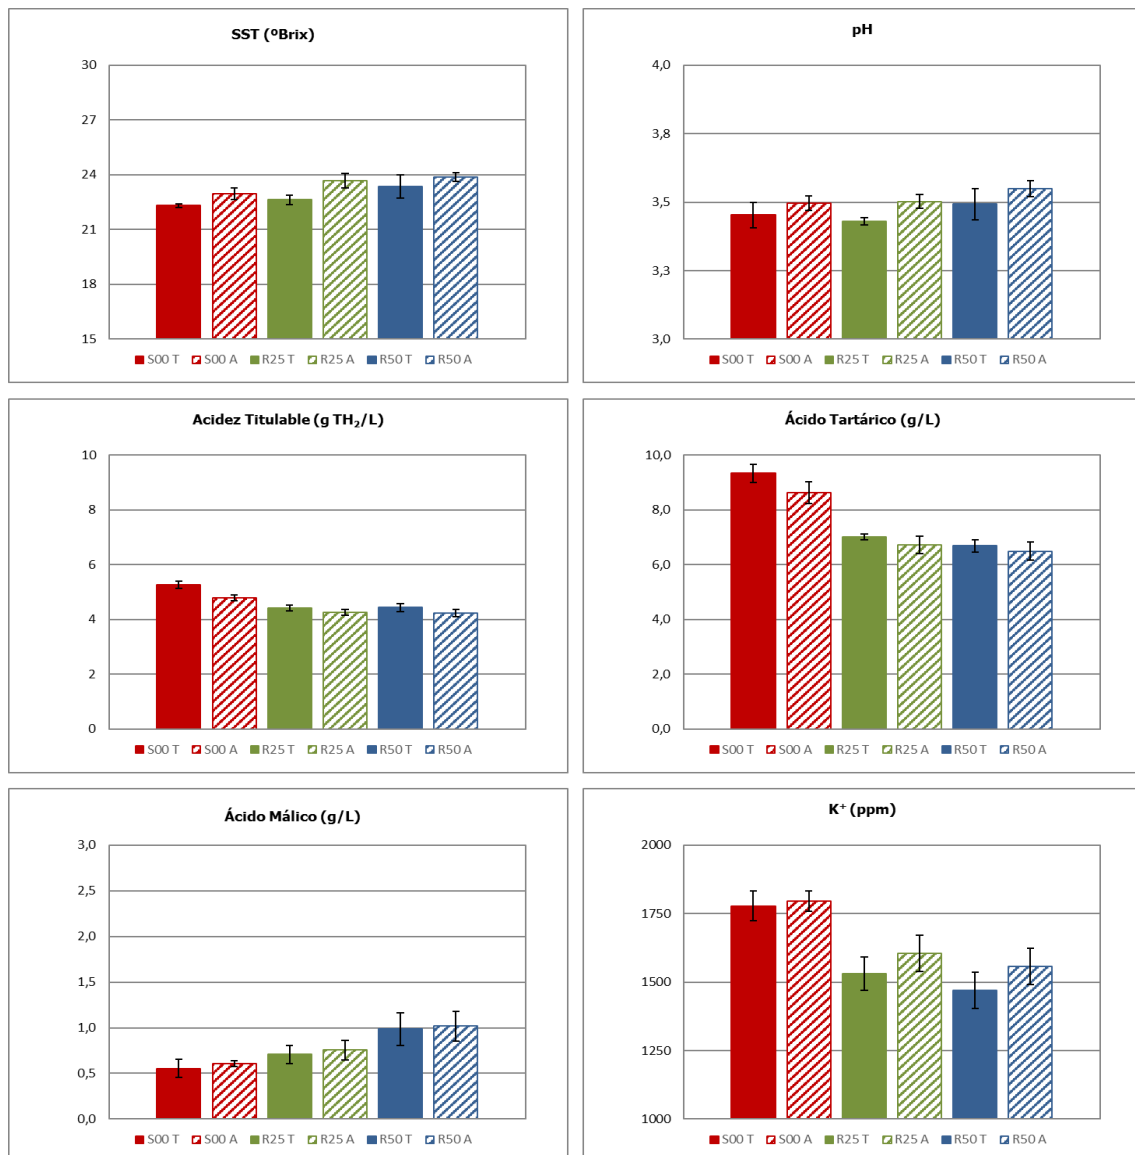 SST (ºBrix)
30
27
24
21
18
15
S00 T S00 A R25 T R25 A R50 T R50 A
pH
4,0
3,8
3,5
3,3
3,0
S00 T S00 A R25 T R25 A R50 T R50 A
Acidez Titulable (g TH₂/L)
10
8
6
4
2
0
S00 T S00 A R25 T R25 A R50 T R50 A
Ácido Tartárico (g/L)
10,0
8,0
6,0
4,0
2,0
0,0
S00 T S00 A R25 T R25 A R50 T R50 A
Ácido Málico (g/L)
3,0
2,5
2,0
1,5
1,0
0,5
0,0
S00 T S00 A R25 T R25 A R50 T R50 A
K⁺ (ppm)
2000
1750
1500
1250
1000
S00 T S00 A R25 T R25 A R50 T R50 A